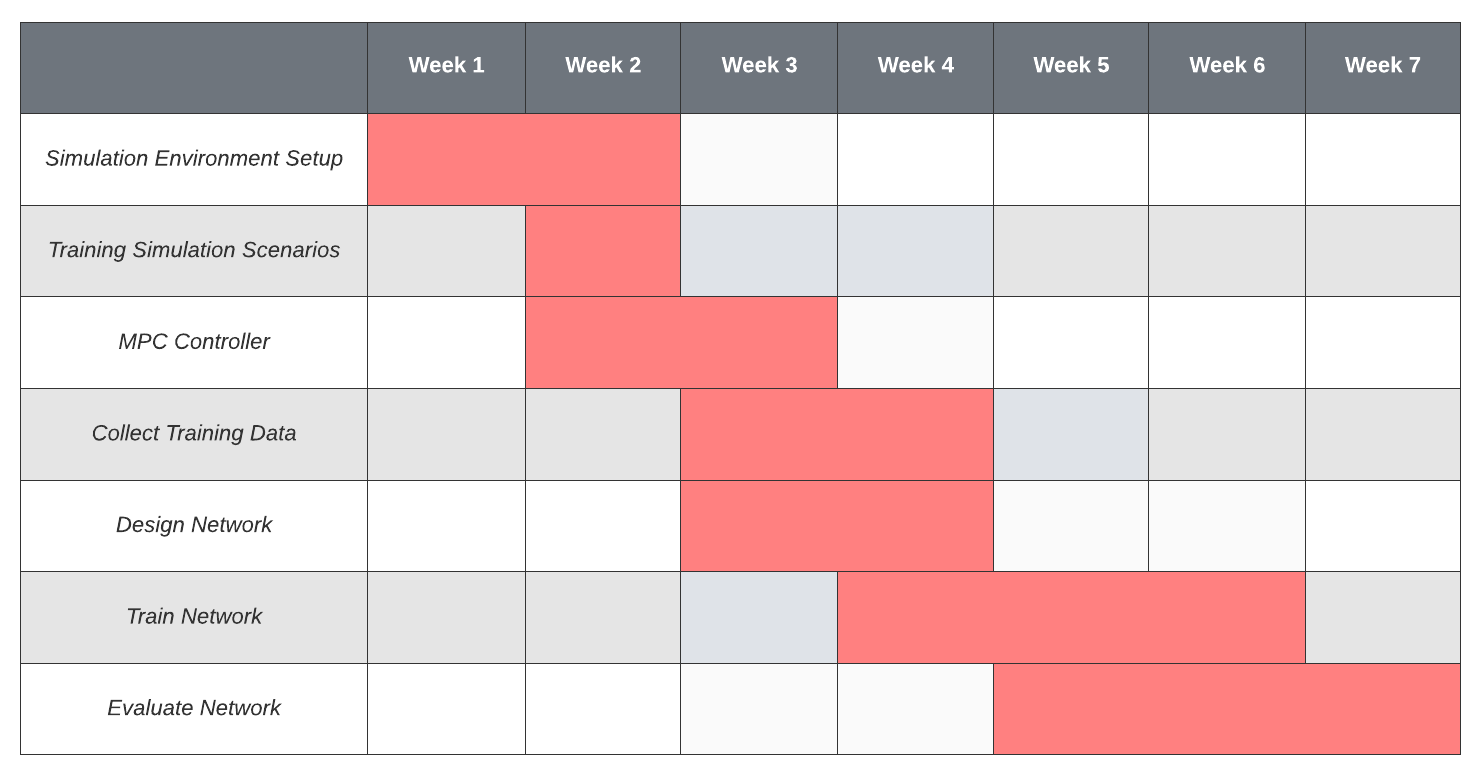 Week 1 Week 2 Week 3 Week 4 Week 5 Week 6 Week 7
Simulation Environment Setup
Training Simulation Scenarios
MPC Controller
Collect Training Data
Design Network
Train Network
Evaluate Network